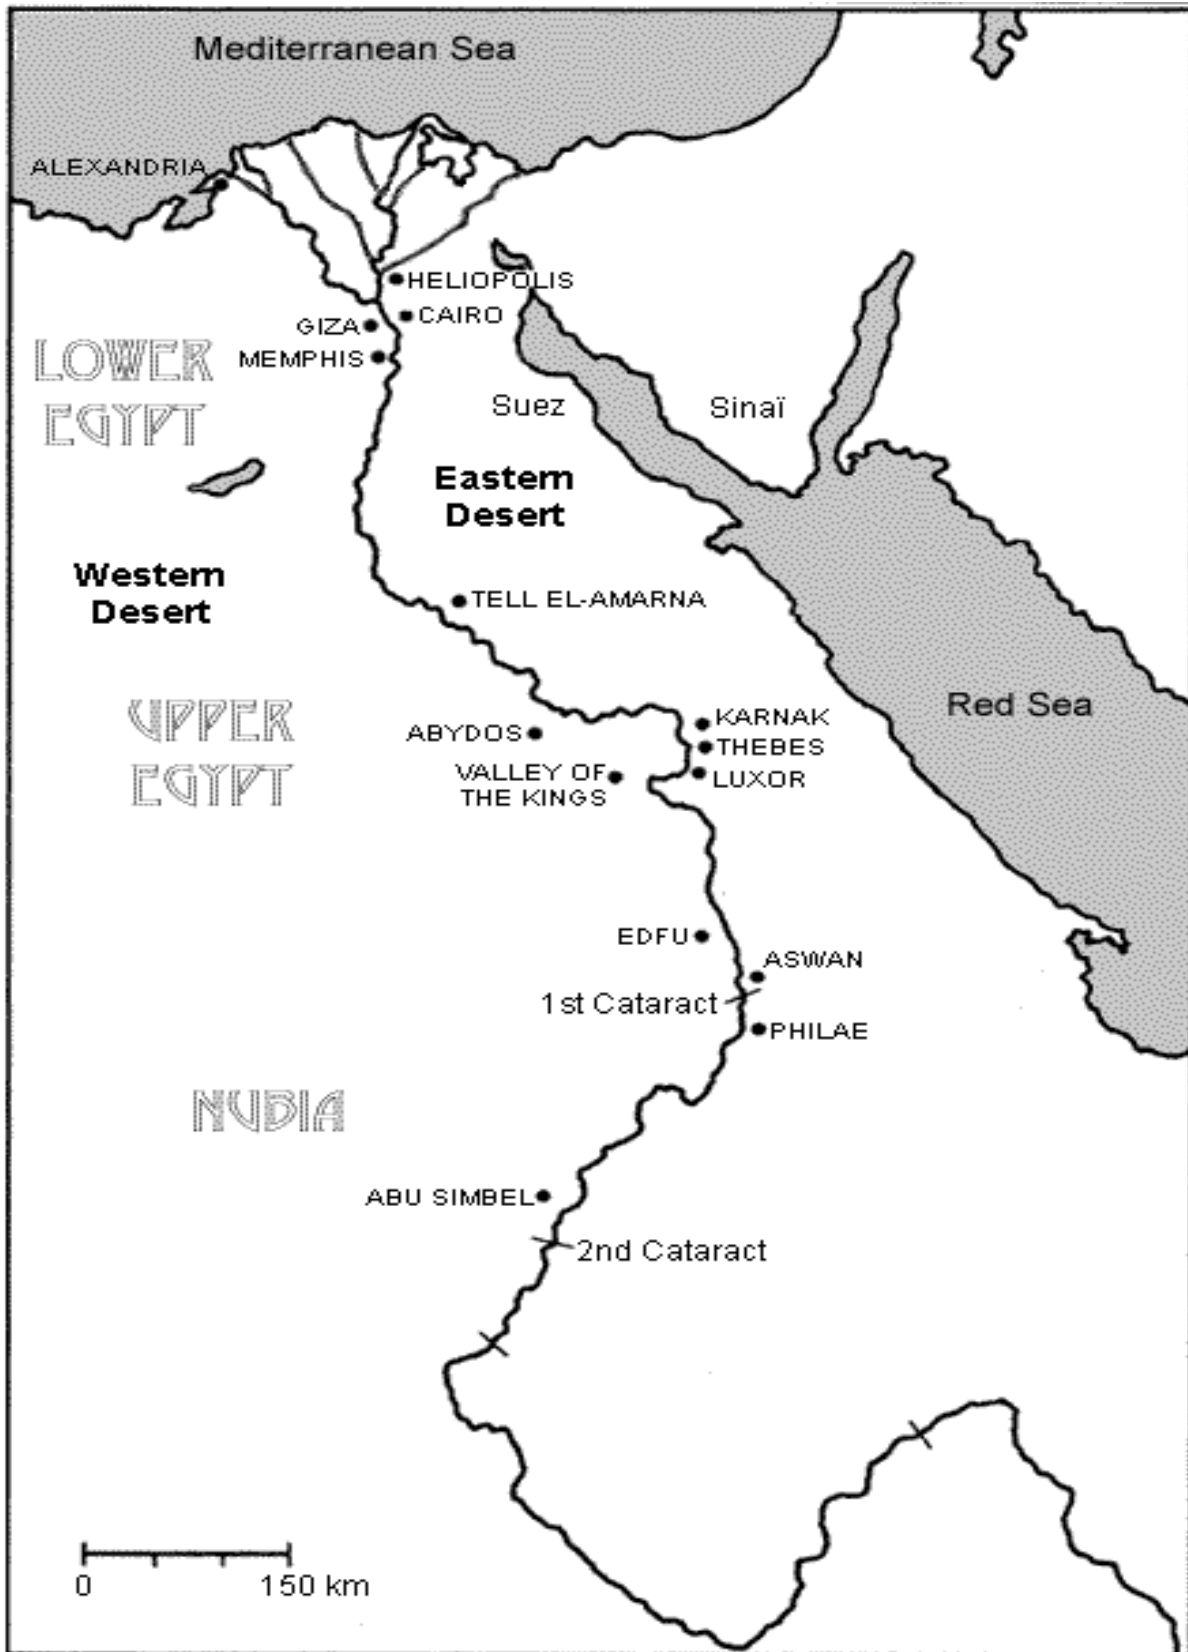 Mediterranean Sea
ALEXANDRIA
HELIOPOLIS
CAIRO
GIZA
MEMPHIS
LOWER
EGYPT
Suez
Sinaï
Eastern
Desert
Western
Desert
TELL EL-AMARNA
UPPER
EGYPT
Red Sea
KARNAK
THEBES
LUXOR
ABYDOS
VALLEY OF
THE KINGS
EDFU
ASWAN
1st Cataract
PHILAE
NUBIA
ABU SIMBEL
2nd Cataract
0 150 km